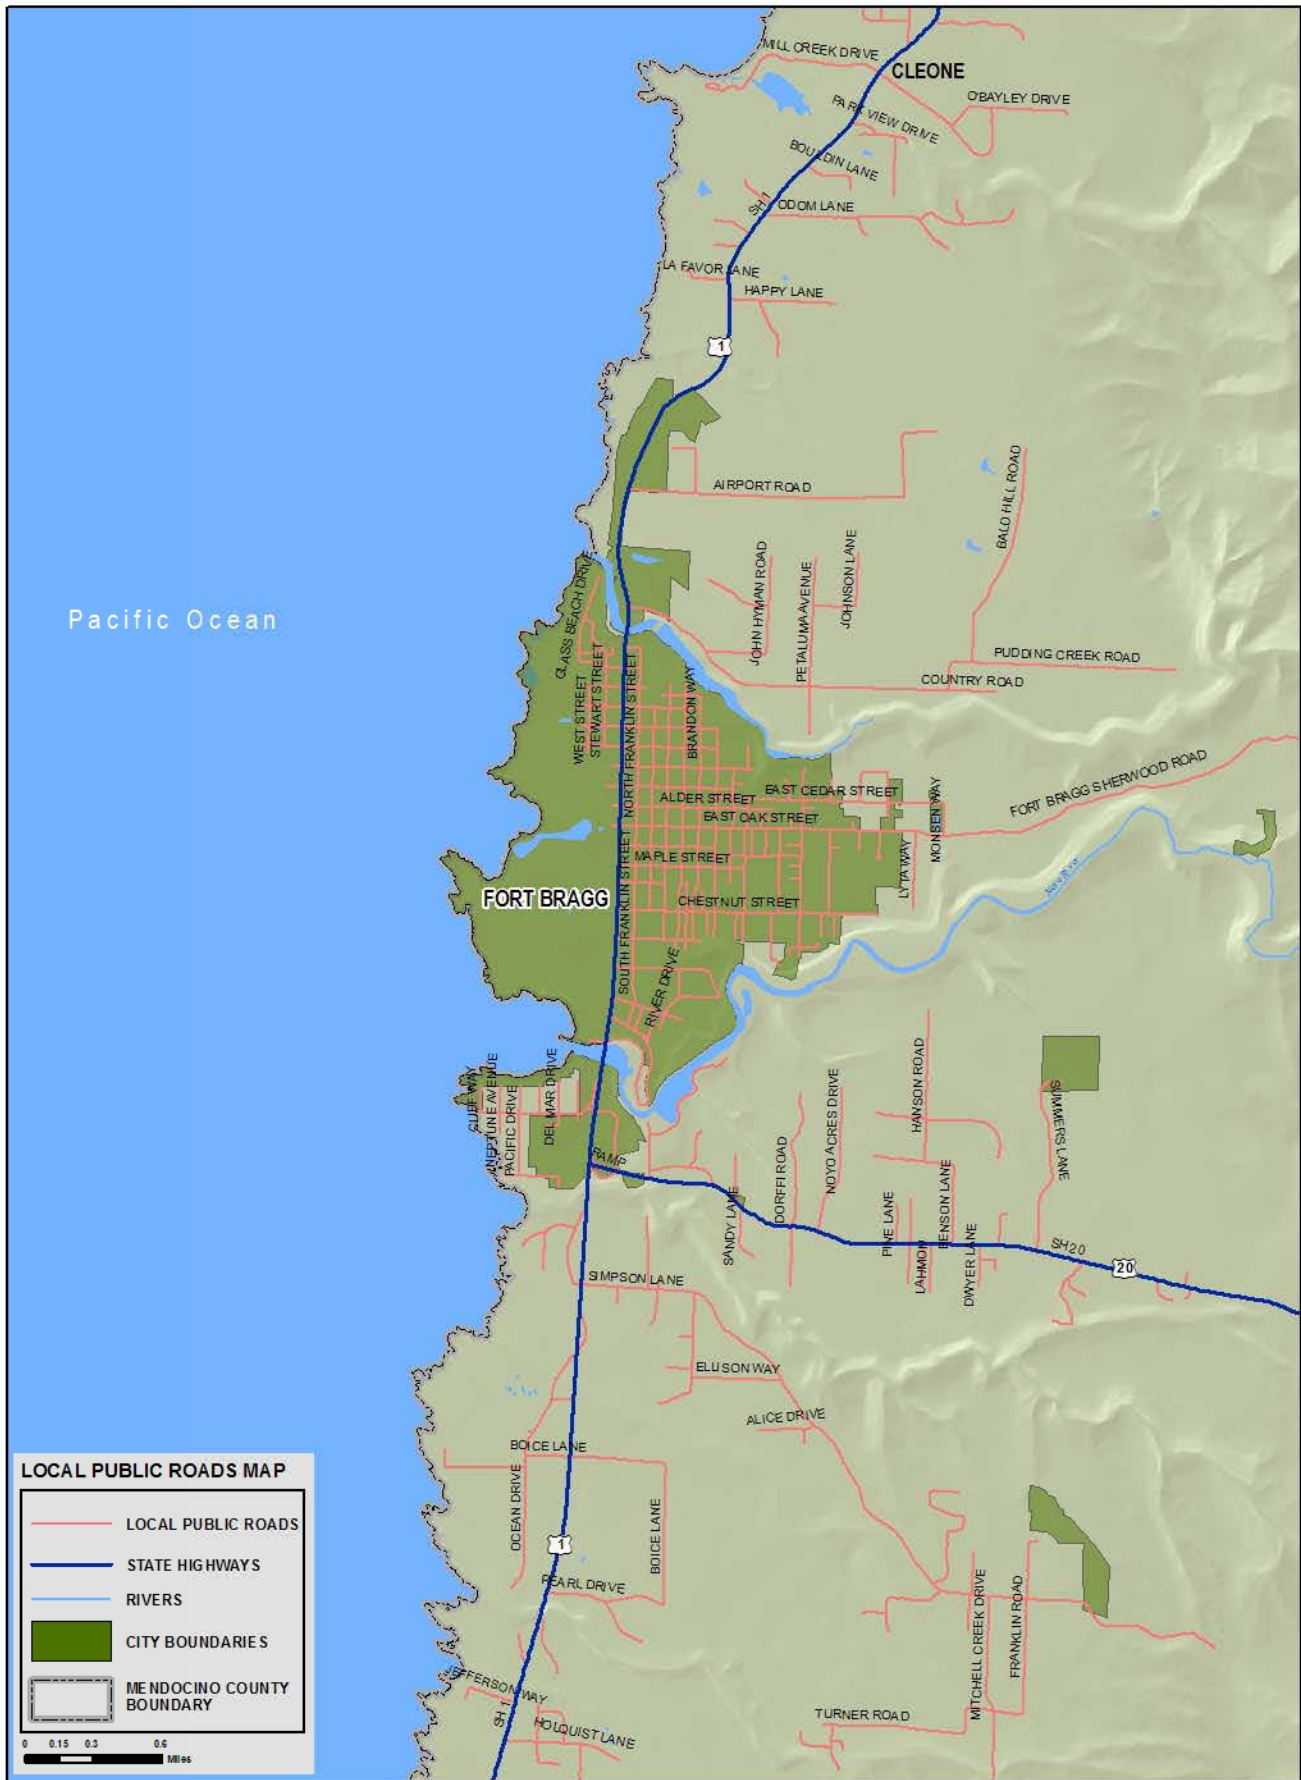 MILL CREEK DRIVE
CLEONE
O'BAYLEY DRIVE
PARK VIEW DRIVE
BOULDIN LANE
SH 1
ODOM LANE
LA FAVOR LANE
HAPPY LANE
1
AIRPORT ROAD
BALD HILL ROAD
JOHN HYMAN ROAD
PETALUMA AVENUE
JOHNSON LANE
Pacific Ocean
GLASS BEACH DRIVE
WEST STREET
STEWART STREET
NORTH FRANKLIN STREET
BRANDON WAY
PUDDING CREEK ROAD
COUNTRY ROAD
FORT BRAGG SHERWOOD ROAD
EAST CEDAR STREET
ALDER STREET
EAST OAK STREET
MONSEN WAY
MAPLE STREET
LYTA WAY
FORT BRAGG
CHESTNUT STREET
SOUTH FRANKLIN STREET
RIVER DRIVE
CLIFF WAY
NEPTUNE AVENUE
PACIFIC DRIVE
DEL MAR DRIVE
RAMP
HANSON ROAD
NOYO ACRES DRIVE
DORFFI ROAD
SUMMERS LANE
SANDY LANE
PINE LANE
LAHMON
BENSON LANE
DWYER LANE
SH 20
20
SIMPSON LANE
ELLISON WAY
ALICE DRIVE
BOICE LANE
OCEAN DRIVE
BOICE LANE
1
PEARL DRIVE
MITCHELL CREEK DRIVE
FRANKLIN ROAD
JEFFERSON WAY
SH 1
HOLQUIST LANE
TURNER ROAD
LOCAL PUBLIC ROADS MAP
LOCAL PUBLIC ROADS
STATE HIGHWAYS
RIVERS
CITY BOUNDARIES
MENDOCINO COUNTY
BOUNDARY
0 0.15 0.3 0.6
Miles